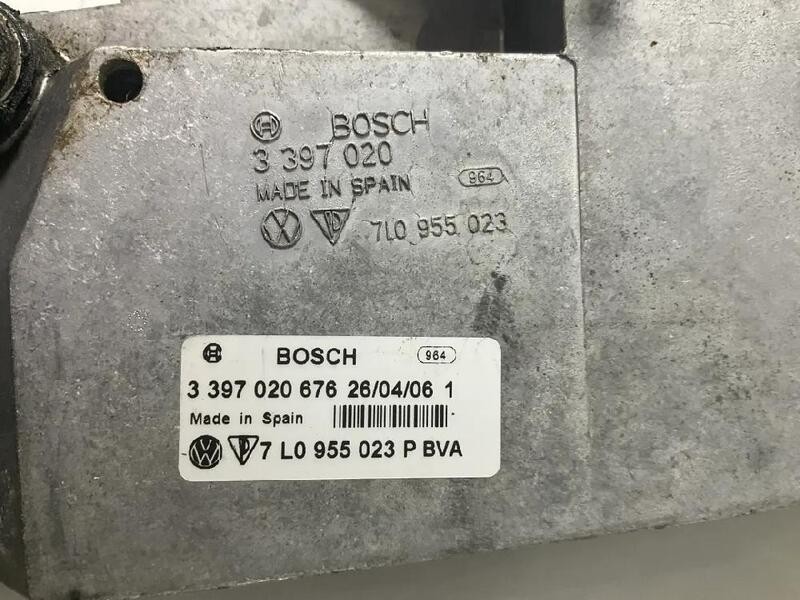 BOSCH
3 397 020
MADE IN SPAIN 964
7L0 955 023
BOSCH 964
3 397 020 676 26/04/06 1
Made in Spain
7 L0 955 023 P BVA